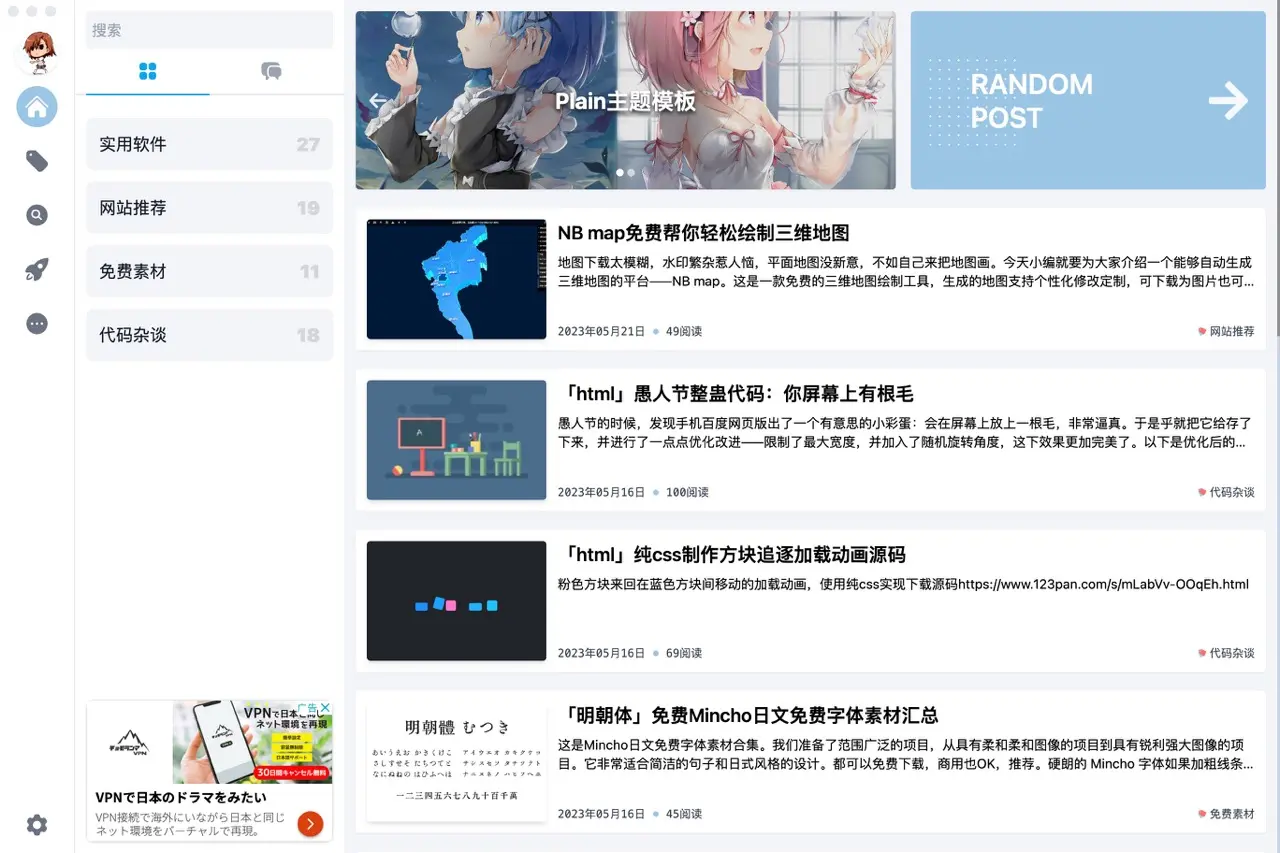 搜索
实用软件 27
网站推荐 19
免费素材 11
代码杂谈 18
广告
VPNで日本と同じ
ネット環境を再現
30日間キャンセル無料
VPNで日本のドラマをみたい
VPN接続で海外にいながら日本と同じ
ネット環境をバーチャルで再現。
Plain主题模板
RANDOM
POST
NB map免费帮你轻松绘制三维地图
地图下载太模糊，水印繁杂惹人恼，平面地图没新意，不如自己来把地图画。今天小编就要为大家介绍一个能够自动生成
三维地图的平台——NB map。这是一款免费的三维地图绘制工具，生成的地图支持个性化修改定制，可下载为图片也可...
2023年05月21日 49阅读 网站推荐
「html」愚人节整蛊代码：你屏幕上有根毛
愚人节的时候，发现手机百度网页版出了一个有意思的小彩蛋：会在屏幕上放上一根毛，非常逼真。于是乎就把它给存了
下来，并进行了一点点优化改进——限制了最大宽度，并加入了随机旋转角度，这下效果更加完美了。以下是优化后的...
2023年05月16日 100阅读 代码杂谈
「html」纯css制作方块追逐加载动画源码
粉色方块来回在蓝色方块间移动的加载动画，使用纯css实现下载源码https://www.123pan.com/s/mLabVv-OOqEh.html
2023年05月16日 69阅读 代码杂谈
明朝體 むつき
あいうえお かきくけこ アイウエオ カキクケコ
さしすせそ たちつてと サシスセソ タチツテト
なにぬねの はひふへほ ナニヌネノ ハヒフヘホ
一二三四五六七八九十百千萬
「明朝体」免费Mincho日文免费字体素材汇总
这是Mincho日文免费字体素材合集。我们准备了范围广泛的项目，从具有柔和柔和图像的项目到具有锐利强大图像的项
目。它非常适合简洁的句子和日式风格的设计。都可以免费下载，商用也OK，推荐。硬朗的 Mincho 字体如果加粗线条...
2023年05月16日 45阅读 免费素材